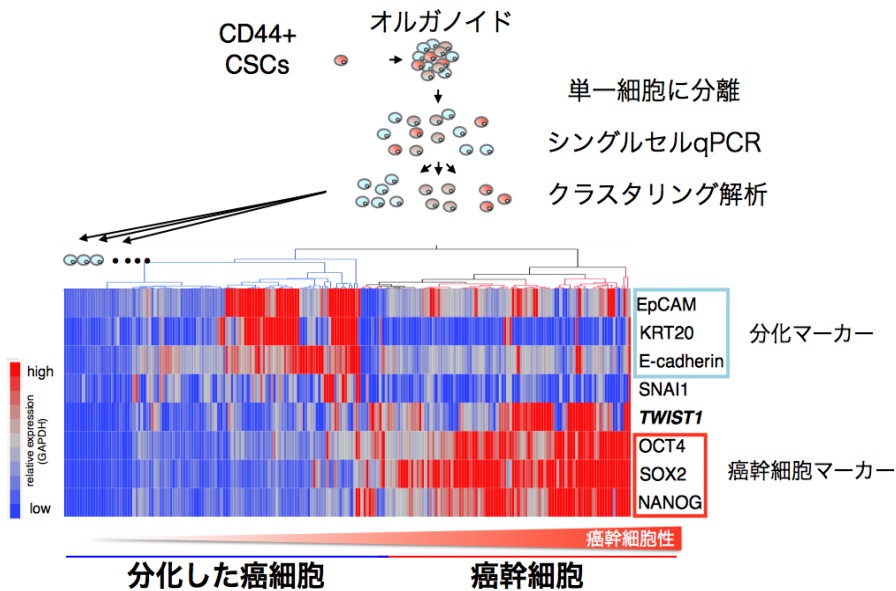 オルガノイド
CD44+
CSCs
単一細胞に分離
シングルセルqPCR
クラスタリング解析
EpCAM
KRT20
E-cadherin
分化マーカー
SNAI1
TWIST1
OCT4
SOX2
NANOG
癌幹細胞マーカー
high
relative expression
(GAPDH)
low
癌幹細胞性
分化した癌細胞
癌幹細胞